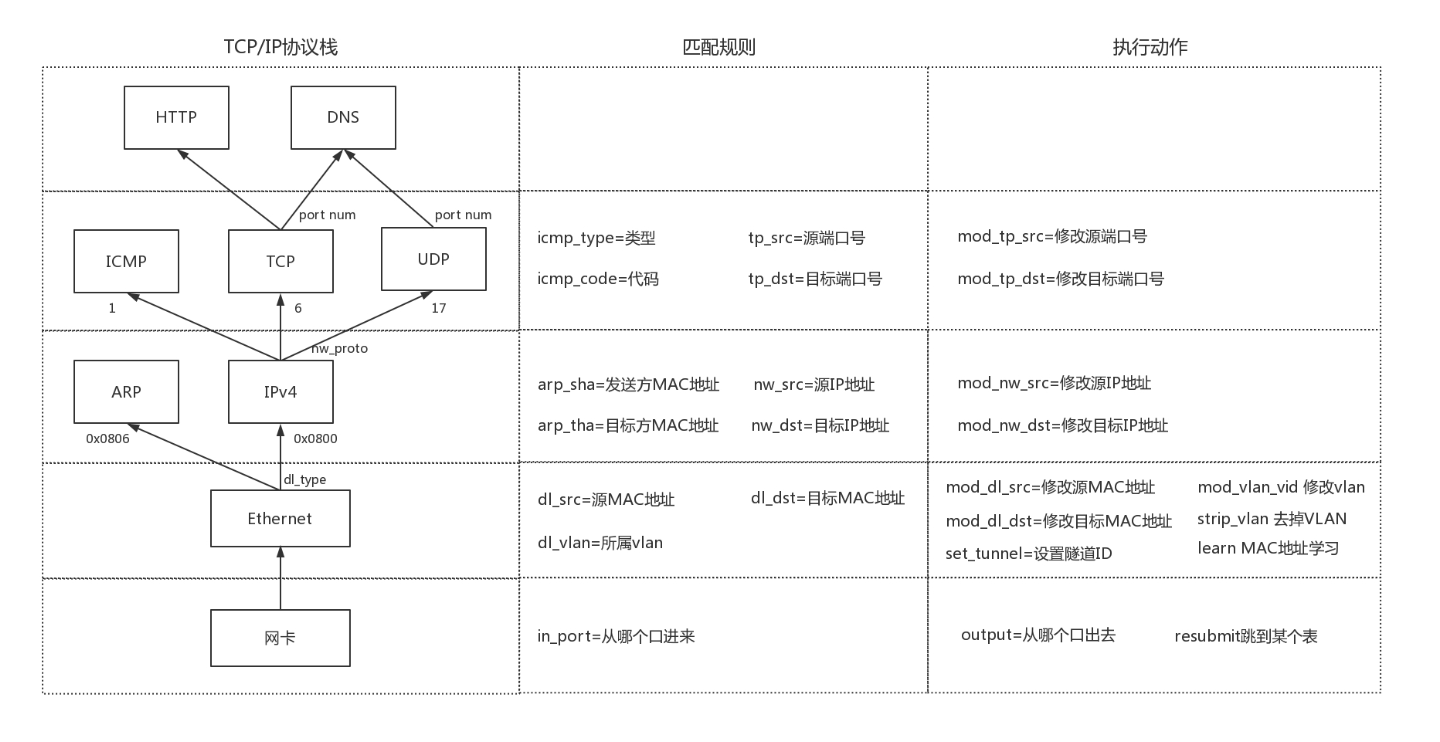 TCP/IP协议栈 匹配规则 执行动作
HTTP DNS
port num port num
ICMP TCP UDP
1 6 17
icmp_type=类型 tp_src=源端口号
icmp_code=代码 tp_dst=目标端口号
mod_tp_src=修改源端口号
mod_tp_dst=修改目标端口号
nw_proto
ARP IPv4
0x0806 0x0800
arp_sha=发送方MAC地址 nw_src=源IP地址
arp_tha=目标方MAC地址 nw_dst=目标IP地址
mod_nw_src=修改源IP地址
mod_nw_dst=修改目标IP地址
dl_type
Ethernet
dl_src=源MAC地址 dl_dst=目标MAC地址
dl_vlan=所属vlan
mod_dl_src=修改源MAC地址 mod_vlan_vid 修改vlan
mod_dl_dst=修改目标MAC地址 strip_vlan 去掉VLAN
set_tunnel=设置隧道ID learn MAC地址学习
网卡
in_port=从哪个口进来
output=从哪个口出去 resubmit跳到某个表